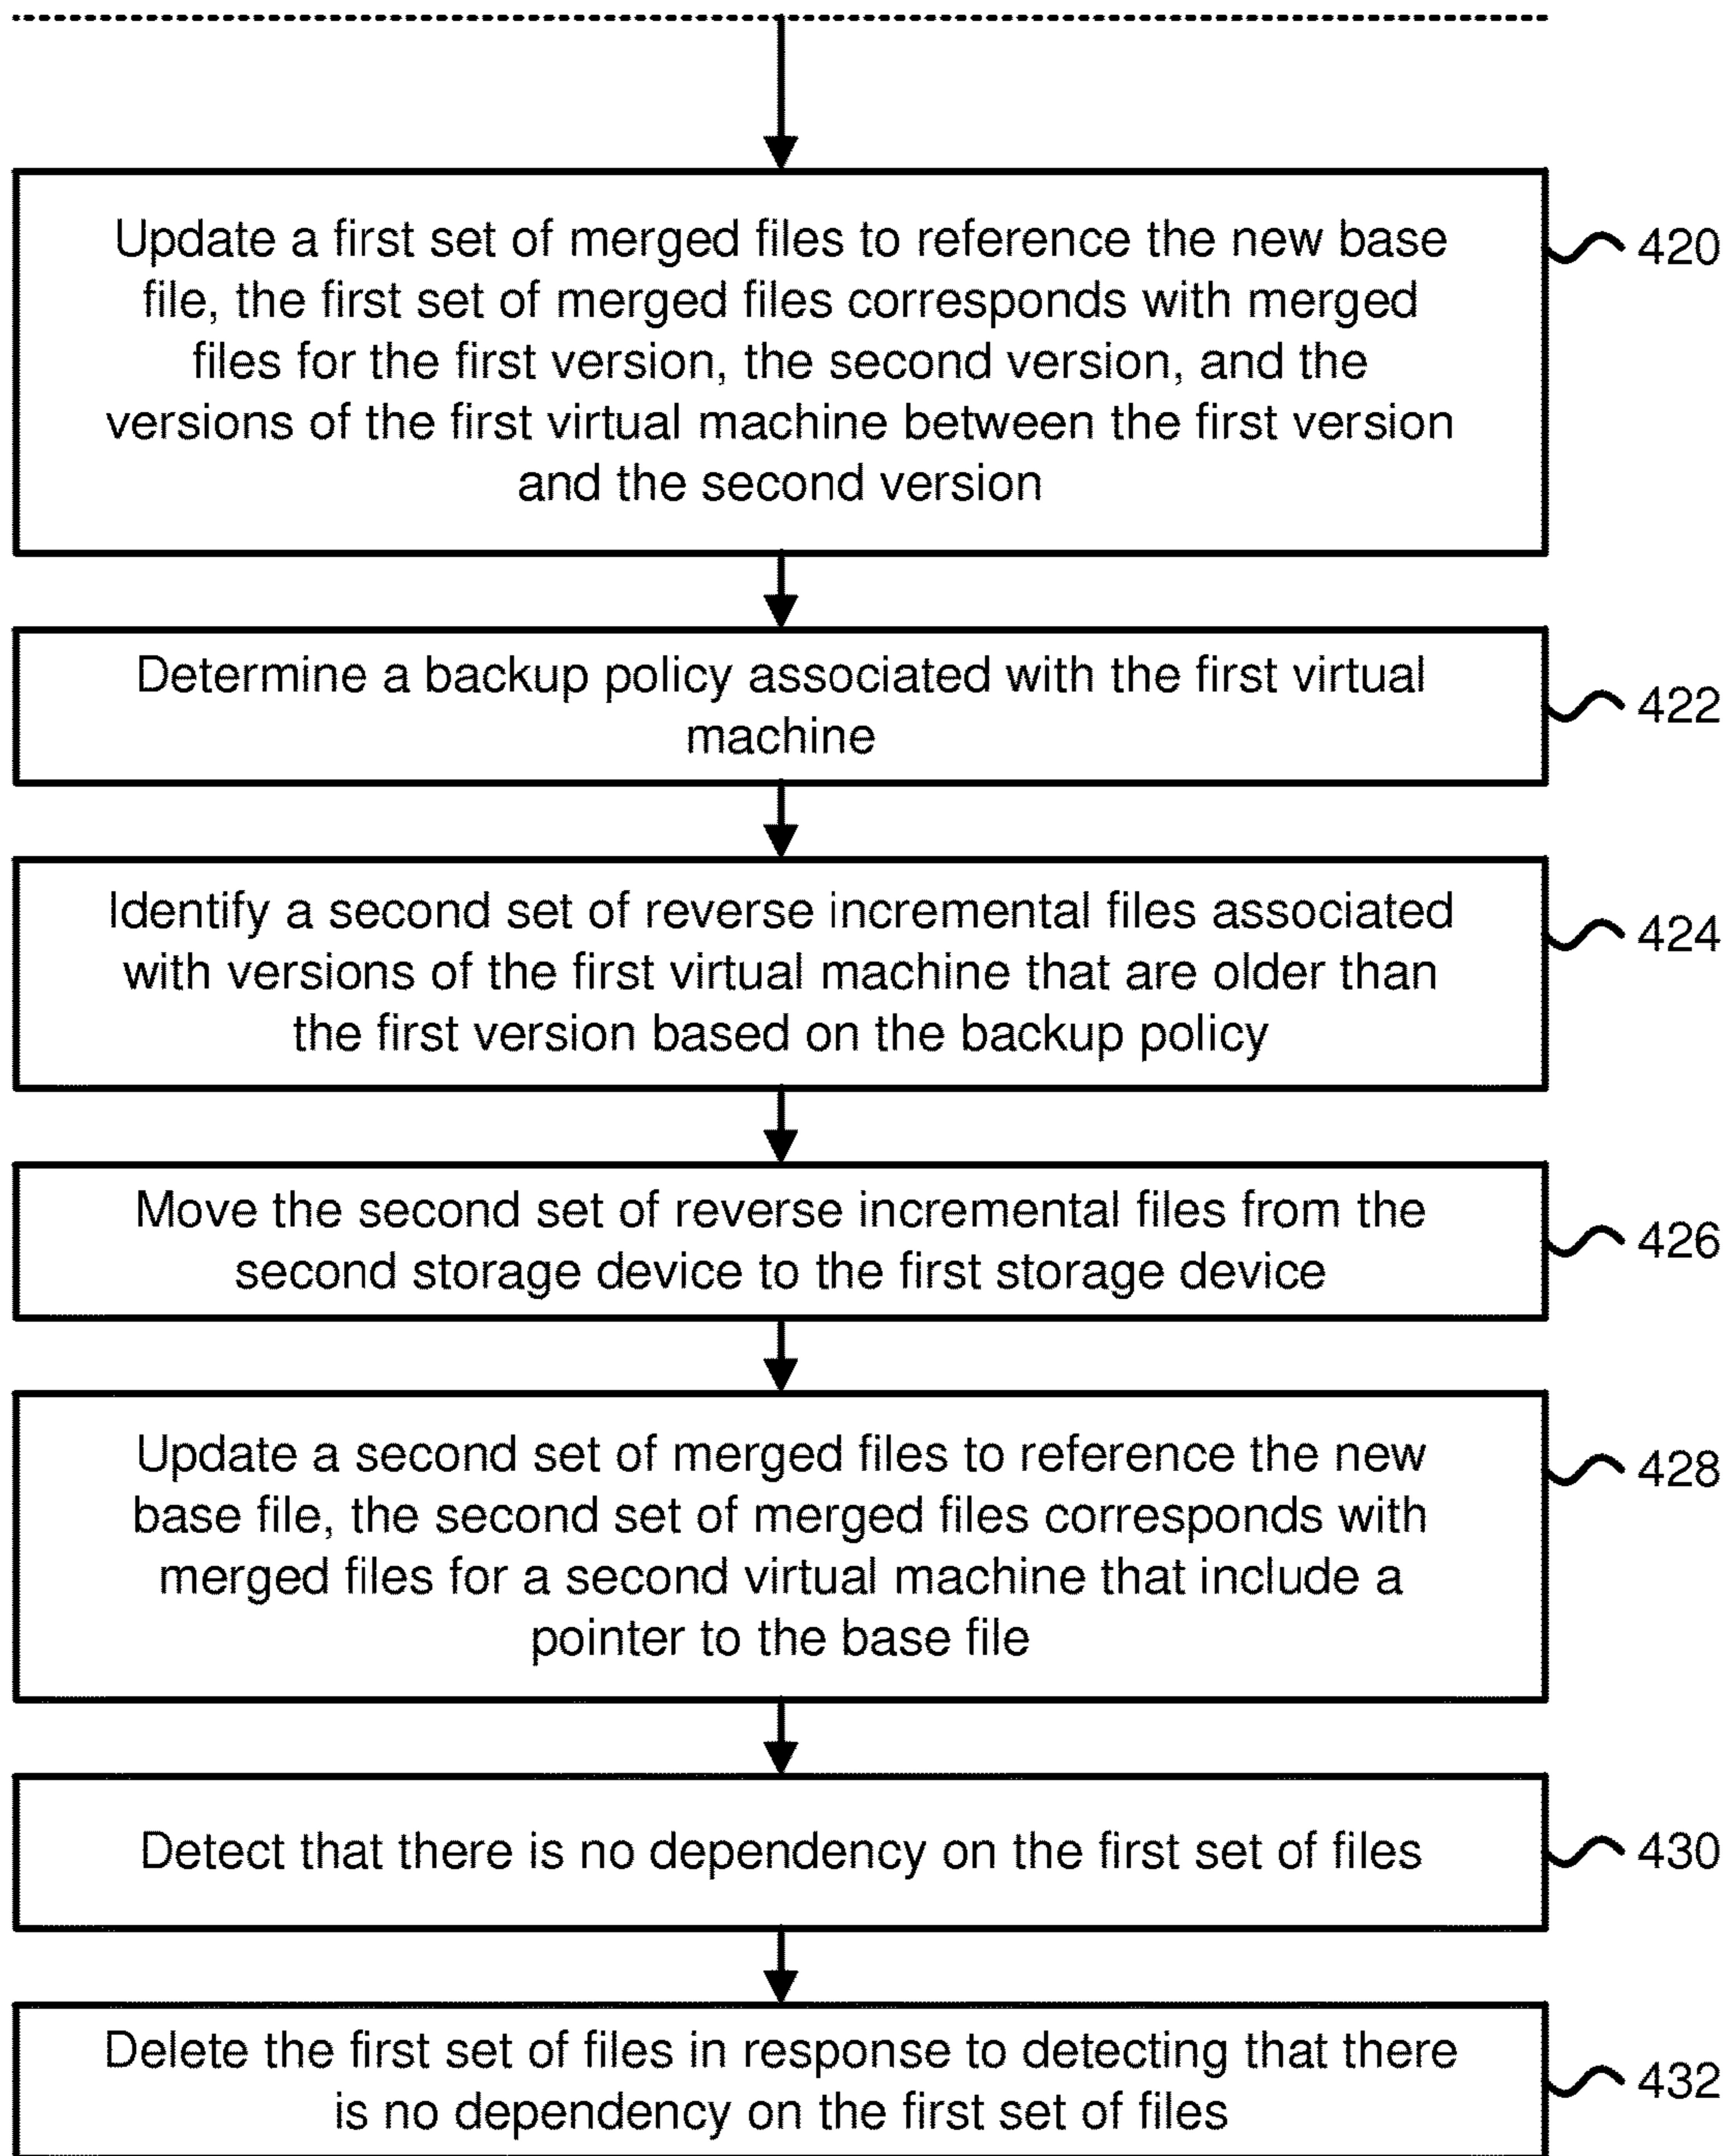 Update a first set of merged files to reference the new base
file, the first set of merged files corresponds with merged
files for the first version, the second version, and the
versions of the first virtual machine between the first version
and the second version
420
Determine a backup policy associated with the first virtual
machine
422
Identify a second set of reverse incremental files associated
with versions of the first virtual machine that are older than
the first version based on the backup policy
424
Move the second set of reverse incremental files from the
second storage device to the first storage device
426
Update a second set of merged files to reference the new
base file, the second set of merged files corresponds with
merged files for a second virtual machine that include a
pointer to the base file
428
Detect that there is no dependency on the first set of files
430
Delete the first set of files in response to detecting that there
is no dependency on the first set of files
432